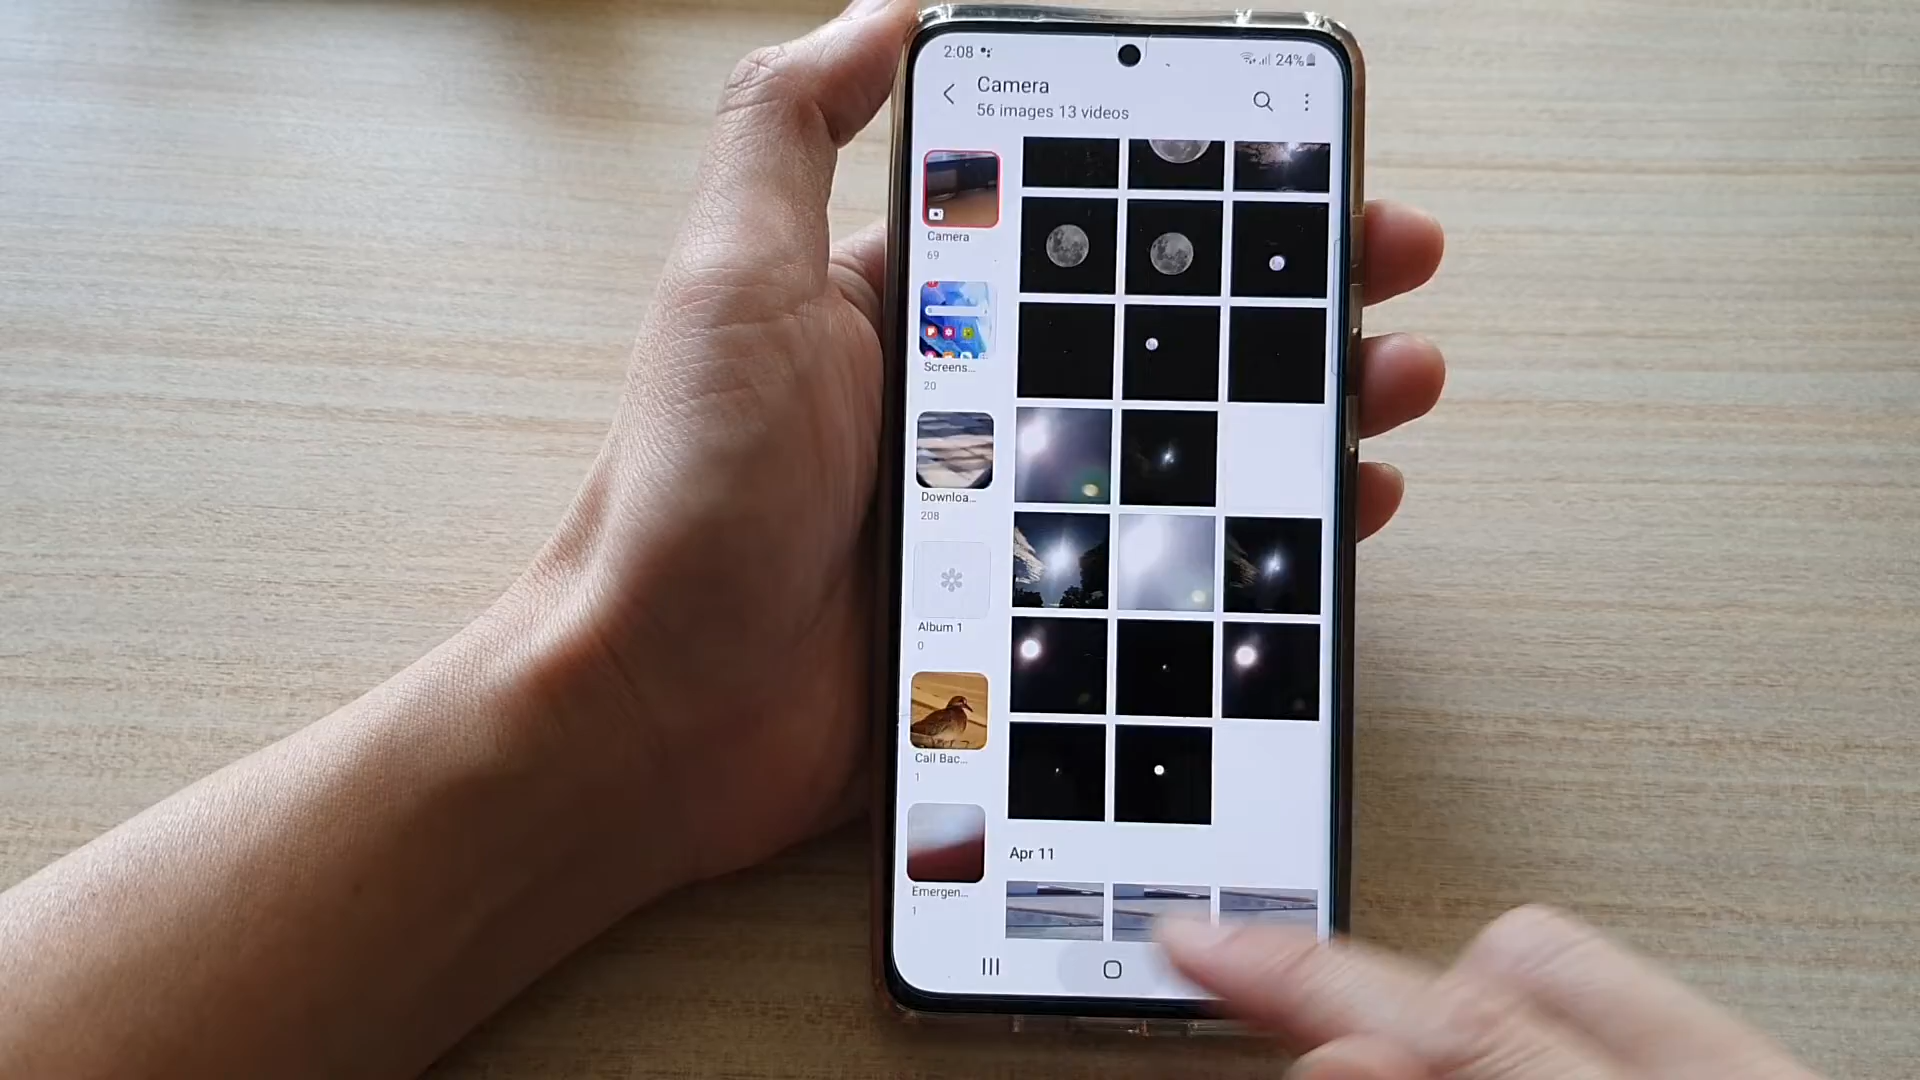 2:08
24%
Camera
56 images 13 videos
Camera
69
Screens...
20
Downloa...
208
Album 1
0
Call Bac...
1
Emergen...
1
Apr 11